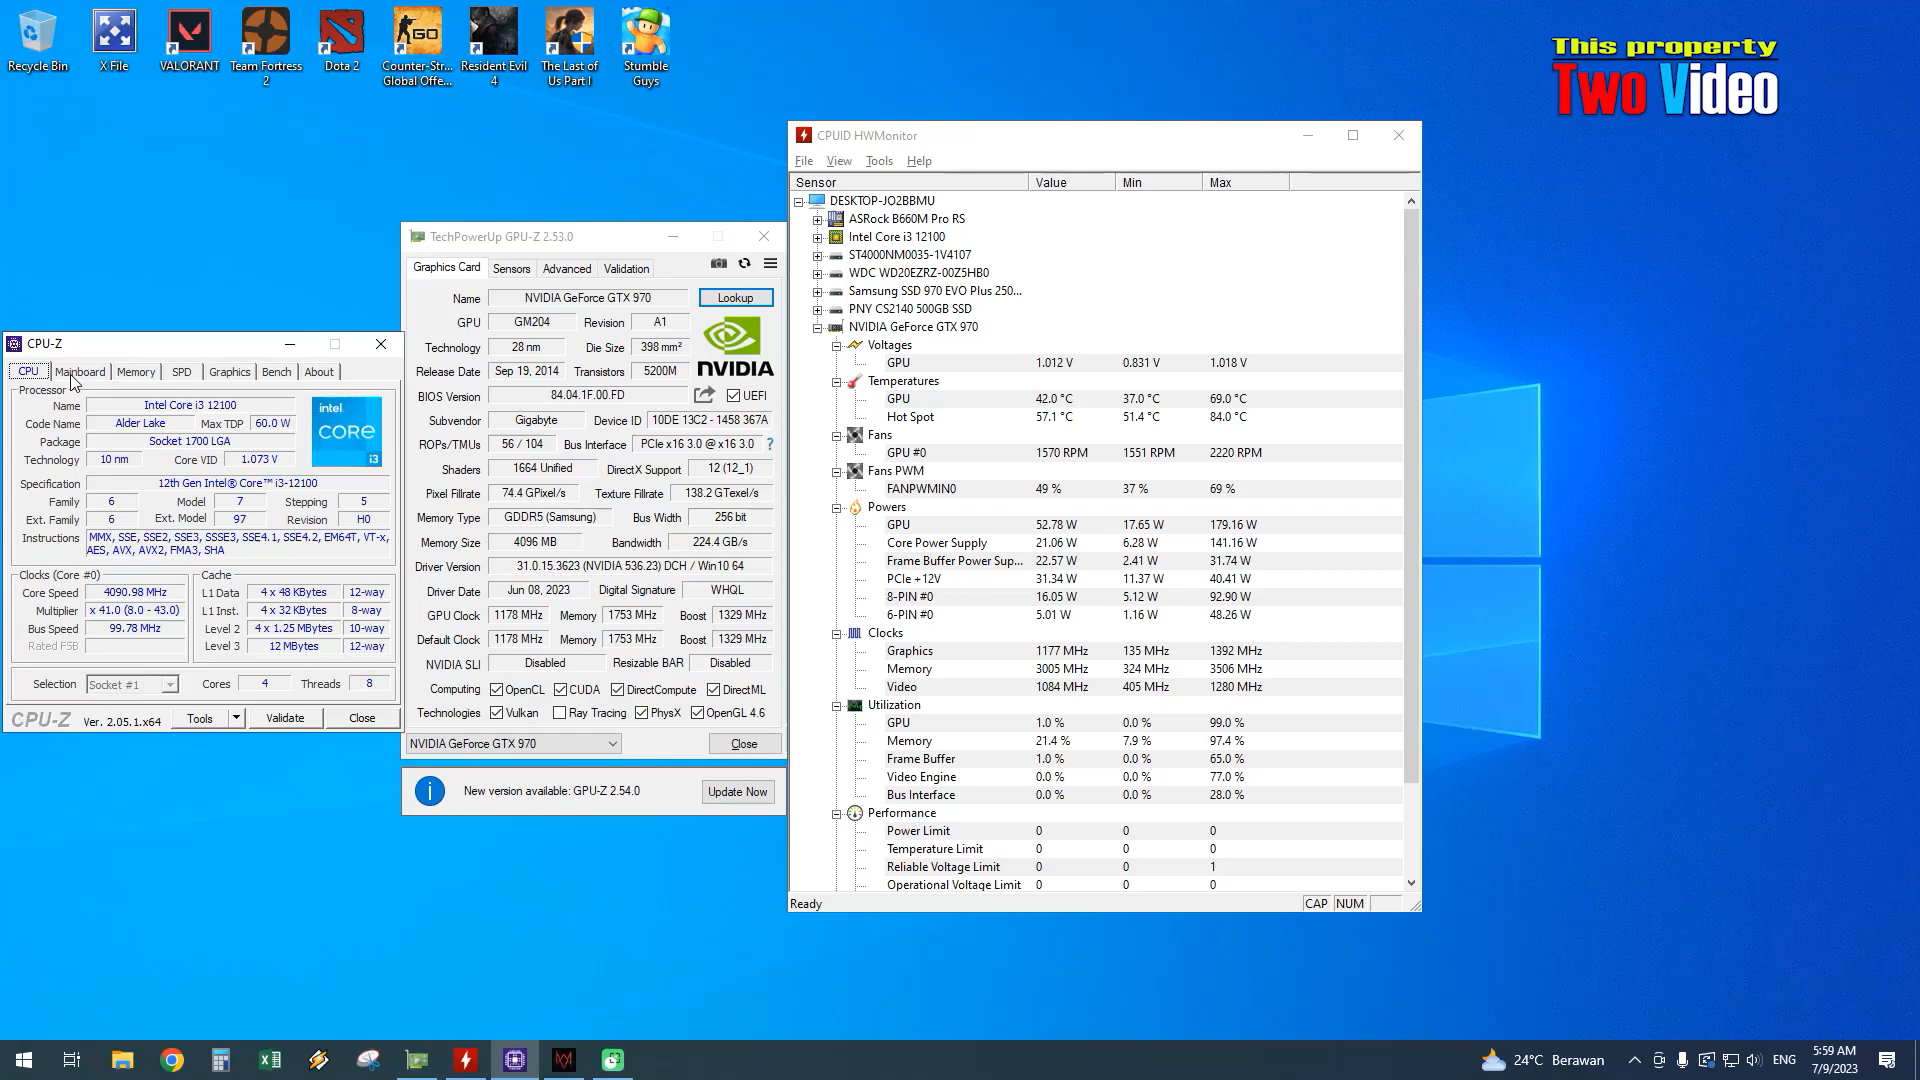 Recycle Bin
X File
VALORANT
Team Fortress
2
Dota 2
GO
Counter-Str...
Global Offe...
Resident Evil
4
The Last of
Us Part I
Stumble
Guys
This property
Two Video
CPU-Z
CPU Mainboard Memory SPD Graphics Bench About
Processor
Name Intel Core i3 12100
Code Name Alder Lake Max TDP 60.0 W
Package Socket 1700 LGA
Technology 10 nm Core VID 1.073 V
intel
CORE
i3
Specification 12th Gen Intel® Core™ i3-12100
Family 6 Model 7 Stepping 5
Ext. Family 6 Ext. Model 97 Revision H0
Instructions MMX, SSE, SSE2, SSE3, SSSE3, SSE4.1, SSE4.2, EM64T, VT-x,
AES, AVX, AVX2, FMA3, SHA
Clocks (Core #0)
Core Speed 4090.98 MHz
Multiplier x 41.0 (8.0 - 43.0)
Bus Speed 99.78 MHz
Rated FSB
Cache
L1 Data 4 x 48 KBytes 12-way
L1 Inst. 4 x 32 KBytes 8-way
Level 2 4 x 1.25 MBytes 10-way
Level 3 12 MBytes 12-way
Selection Socket #1 Cores 4 Threads 8
CPU-Z Ver. 2.05.1.x64 Tools Validate Close
TechPowerUp GPU-Z 2.53.0
Graphics Card Sensors Advanced Validation
Name NVIDIA GeForce GTX 970 Lookup
GPU GM204 Revision A1
Technology 28 nm Die Size 398 mm²
Release Date Sep 19, 2014 Transistors 5200M
NVIDIA
BIOS Version 84.04.1F.00.FD UEFI
Subvendor Gigabyte Device ID 10DE 13C2 - 1458 367A
ROPs/TMUs 56 / 104 Bus Interface PCIe x16 3.0 @ x16 3.0 ?
Shaders 1664 Unified DirectX Support 12 (12_1)
Pixel Fillrate 74.4 GPixel/s Texture Fillrate 138.2 GTexel/s
Memory Type GDDR5 (Samsung) Bus Width 256 bit
Memory Size 4096 MB Bandwidth 224.4 GB/s
Driver Version 31.0.15.3623 (NVIDIA 536.23) DCH / Win10 64
Driver Date Jun 08, 2023 Digital Signature WHQL
GPU Clock 1178 MHz Memory 1753 MHz Boost 1329 MHz
Default Clock 1178 MHz Memory 1753 MHz Boost 1329 MHz
NVIDIA SLI Disabled Resizable BAR Disabled
Computing OpenCL CUDA DirectCompute DirectML
Technologies Vulkan Ray Tracing PhysX OpenGL 4.6
NVIDIA GeForce GTX 970 Close
New version available: GPU-Z 2.54.0 Update Now
CPUID HWMonitor
File View Tools Help
Sensor Value Min Max
DESKTOP-JO2BBMU
ASRock B660M Pro RS
Intel Core i3 12100
ST4000NM0035-1V4107
WDC WD20EZRZ-00Z5HB0
Samsung SSD 970 EVO Plus 250...
PNY CS2140 500GB SSD
NVIDIA GeForce GTX 970
Voltages
GPU 1.012 V 0.831 V 1.018 V
Temperatures
GPU 42.0 °C 37.0 °C 69.0 °C
Hot Spot 57.1 °C 51.4 °C 84.0 °C
Fans
GPU #0 1570 RPM 1551 RPM 2220 RPM
Fans PWM
FANPWMIN0 49 % 37 % 69 %
Powers
GPU 52.78 W 17.65 W 179.16 W
Core Power Supply 21.06 W 6.28 W 141.16 W
Frame Buffer Power Sup... 22.57 W 2.41 W 31.74 W
PCIe +12V 31.34 W 11.37 W 40.41 W
8-PIN #0 16.05 W 5.12 W 92.90 W
6-PIN #0 5.01 W 1.16 W 48.26 W
Clocks
Graphics 1177 MHz 135 MHz 1392 MHz
Memory 3005 MHz 324 MHz 3506 MHz
Video 1084 MHz 405 MHz 1280 MHz
Utilization
GPU 1.0 % 0.0 % 99.0 %
Memory 21.4 % 7.9 % 97.4 %
Frame Buffer 1.0 % 0.0 % 65.0 %
Video Engine 0.0 % 0.0 % 77.0 %
Bus Interface 0.0 % 0.0 % 28.0 %
Performance
Power Limit 0 0 0
Temperature Limit 0 0 0
Reliable Voltage Limit 0 0 1
Operational Voltage Limit 0 0 0
Ready CAP NUM
24°C Berawan ENG
5:59 AM
7/9/2023